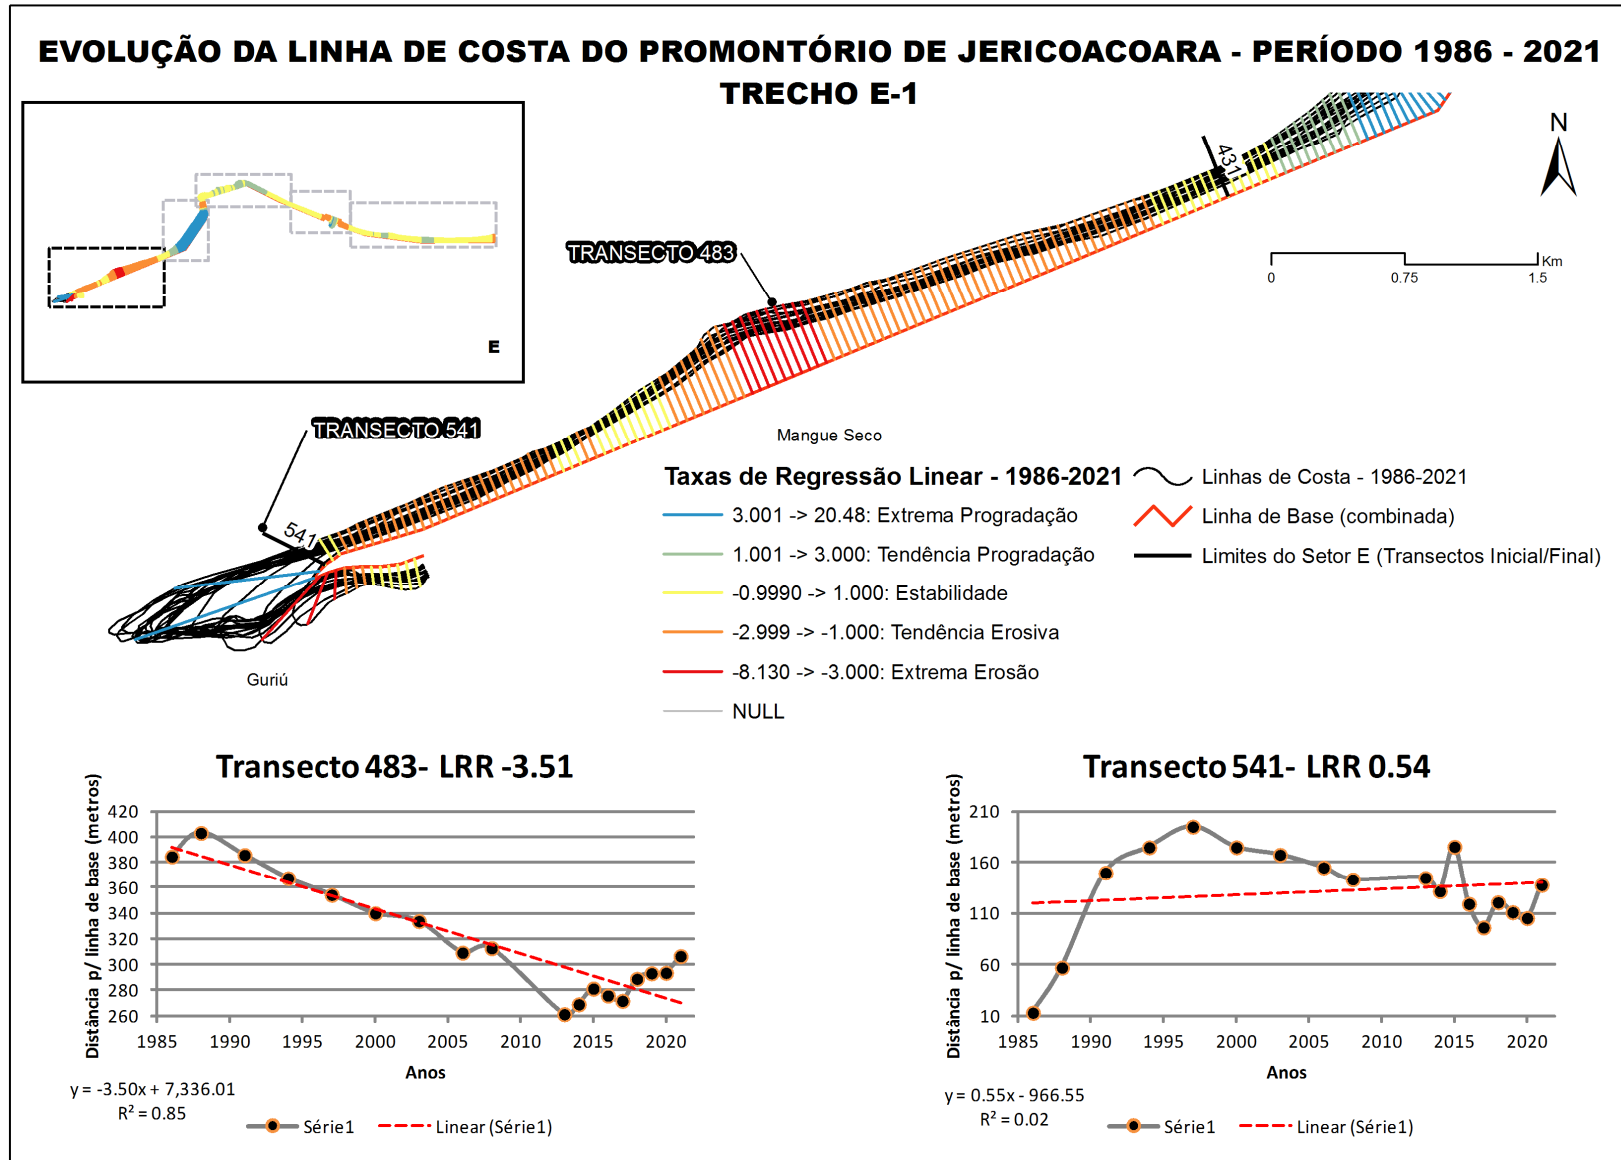 EVOLUÇÃO DA LINHA DE COSTA DO PROMONTÓRIO DE JERICOACOARA - PERÍODO 1986 - 2021
TRECHO E-1
E
N
431
TRANSECTO 483
Km
0 0.75 1.5
TRANSECTO 541
541
Mangue Seco
Guriú
Taxas de Regressão Linear - 1986-2021
3.001 -> 20.48: Extrema Progradação
1.001 -> 3.000: Tendência Progradação
-0.9990 -> 1.000: Estabilidade
-2.999 -> -1.000: Tendência Erosiva
-8.130 -> -3.000: Extrema Erosão
NULL
Linhas de Costa - 1986-2021
Linha de Base (combinada)
Limites do Setor E (Transectos Inicial/Final)
Transecto 483- LRR -3.51
Distância p/ linha de base (metros)
420
400
380
360
340
320
300
280
260
1985 1990 1995 2000 2005 2010 2015 2020
Anos
y = -3.50x + 7,336.01
R² = 0.85
Série1 Linear (Série1)
Transecto 541- LRR 0.54
Distância p/ linha de base (metros)
210
160
110
60
10
1985 1990 1995 2000 2005 2010 2015 2020
Anos
y = 0.55x - 966.55
R² = 0.02
Série1 Linear (Série1)